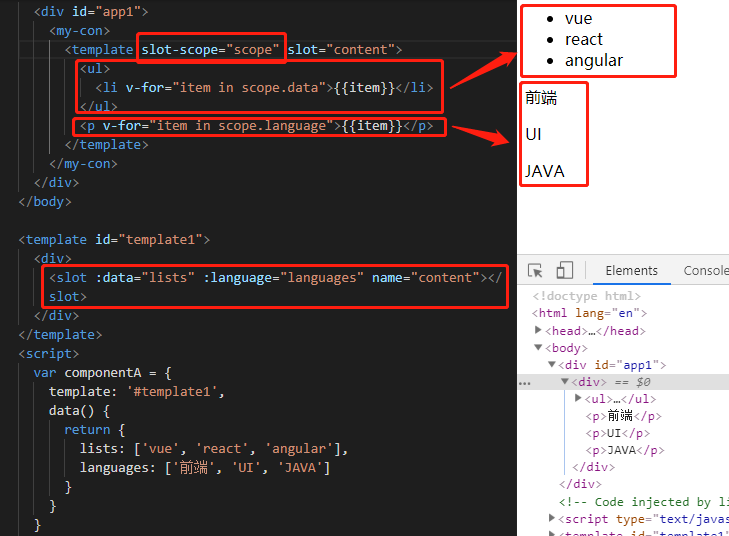 <div id="app1">
<my-con>
<template slot-scope="scope" slot="content">
<ul>
<li v-for="item in scope.data">{{item}}</li>
</ul>
<p v-for="item in scope.language">{{item}}</p>
</template>
</my-con>
</div>
</body>
<template id="template1">
<div>
<slot :data="lists" :language="languages" name="content"></
slot>
</div>
</template>
<script>
var componentA = {
template: '#template1',
data() {
return {
lists: ['vue', 'react', 'angular'],
languages: ['前端', 'UI', 'JAVA']
}
}
}
• vue
• react
• angular
前端
UI
JAVA
Elements Console
<!doctype html>
<html lang="en">
<head>…</head>
<body>
<div id="app1">
<div> == $0
<ul>…</ul>
<p>前端</p>
<p>UI</p>
<p>JAVA</p>
</div>
</div>
<!-- Code injected by li
<script type="text/javas
<template id="template1"